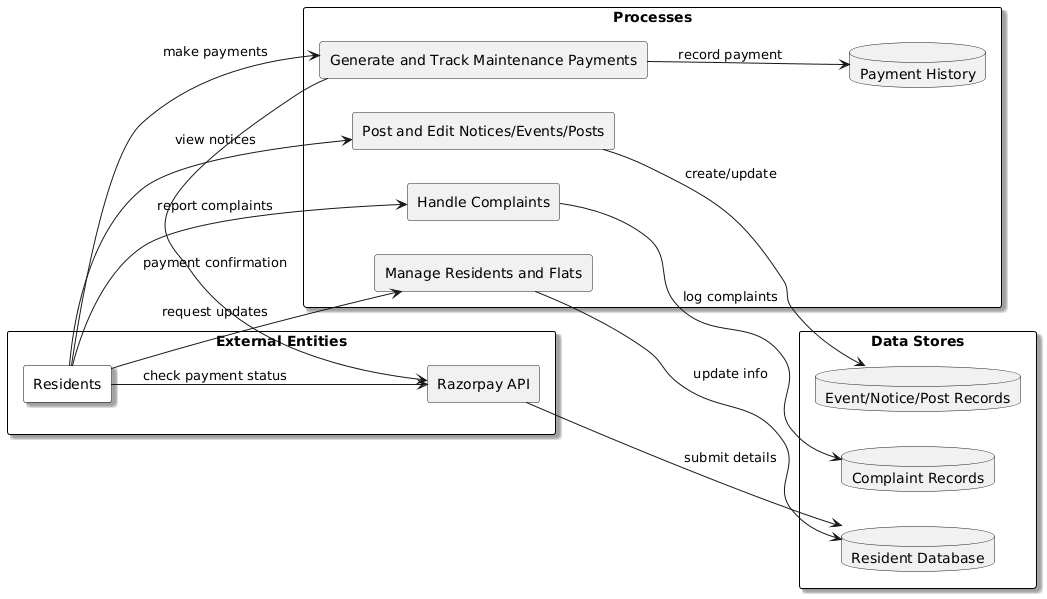 Processes
make payments
Generate and Track Maintenance Payments
record payment
Payment History
view notices
Post and Edit Notices/Events/Posts
create/update
report complaints
Handle Complaints
payment confirmation
Manage Residents and Flats
log complaints
request updates
External Entities
Data Stores
Residents
check payment status
Razorpay API
update info
Event/Notice/Post Records
submit details
Complaint Records
Resident Database